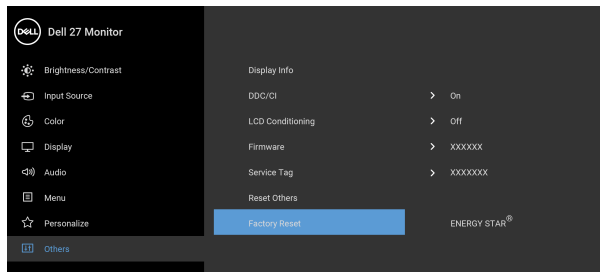 DELL Dell 27 Monitor
Brightness/Contrast
Input Source
Color
Display
Audio
Menu
Personalize
Others
Display Info
DDC/CI > On
LCD Conditioning > Off
Firmware > XXXXXX
Service Tag > XXXXXXX
Reset Others
Factory Reset ENERGY STAR®